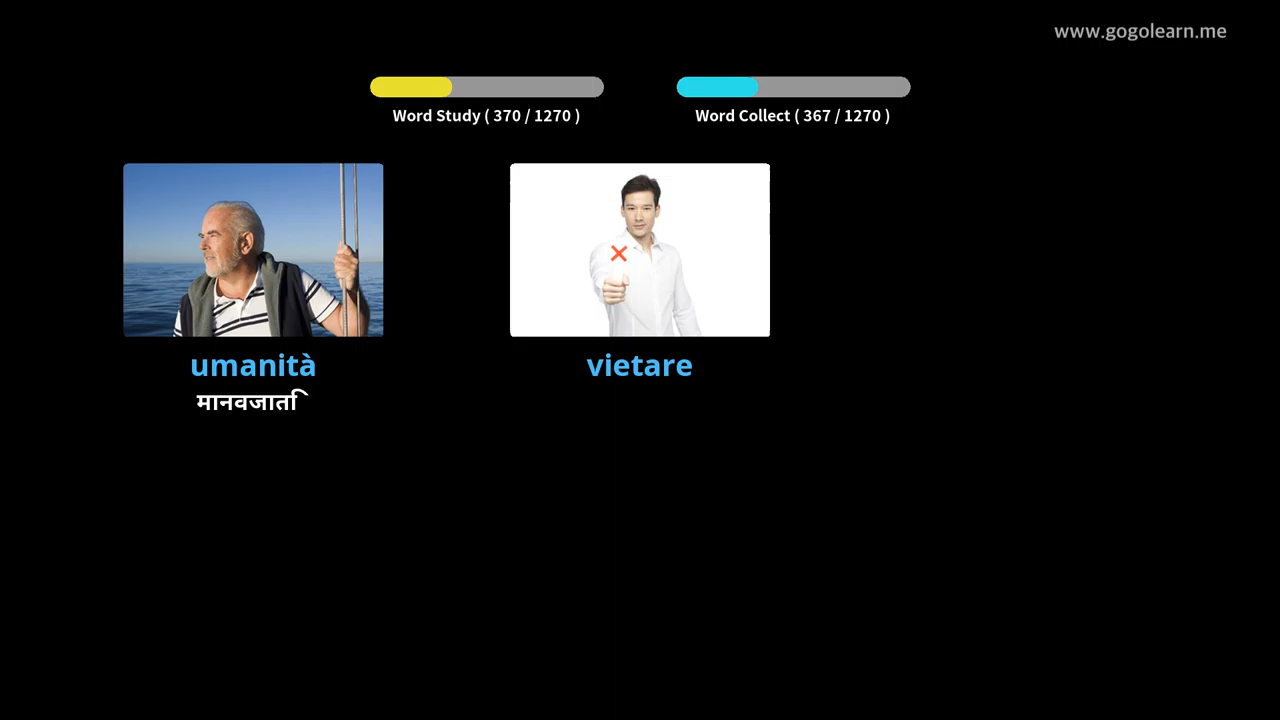 www.gogolearn.me
Word Study ( 370 / 1270 )
Word Collect ( 367 / 1270 )
umanità
vietare
मानवजाति